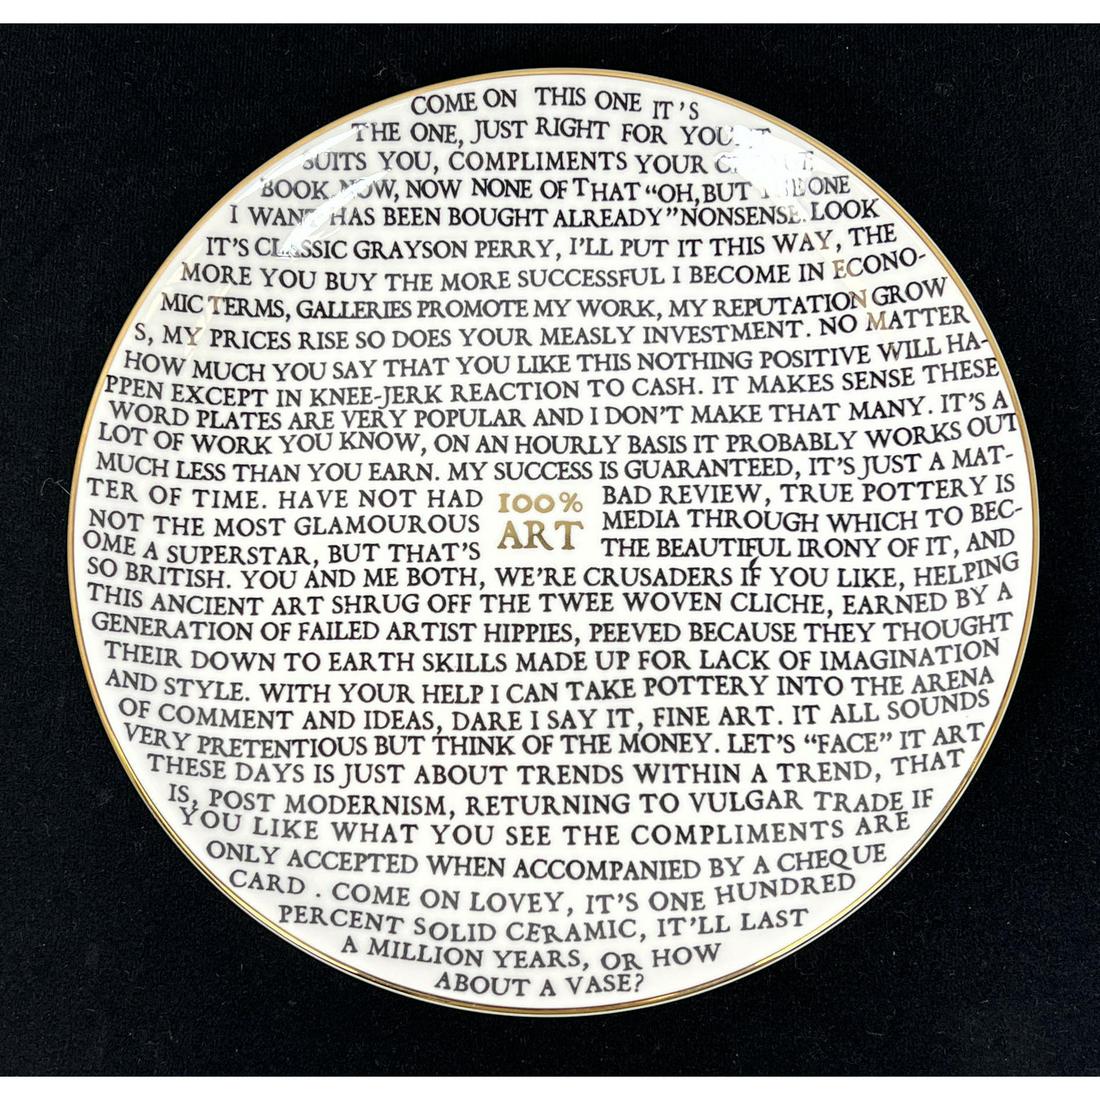 COME ON THIS ONE IT'S
THE ONE, JUST RIGHT FOR YOU IT
SUITS YOU, COMPLIMENTS YOUR CHEQUE
BOOK. NOW, NOW NONE OF THAT “OH, BUT THE ONE
I WANT HAS BEEN BOUGHT ALREADY” NONSENSE. LOOK
IT'S CLASSIC GRAYSON PERRY, I'LL PUT IT THIS WAY, THE
MORE YOU BUY THE MORE SUCCESSFUL I BECOME IN ECONO-
MIC TERMS, GALLERIES PROMOTE MY WORK, MY REPUTATION GROW
S, MY PRICES RISE SO DOES YOUR MEASLY INVESTMENT. NO MATTER
HOW MUCH YOU SAY THAT YOU LIKE THIS NOTHING POSITIVE WILL HA-
PPEN EXCEPT IN KNEE-JERK REACTION TO CASH. IT MAKES SENSE THESE
WORD PLATES ARE VERY POPULAR AND I DON'T MAKE THAT MANY. IT'S A
LOT OF WORK YOU KNOW, ON AN HOURLY BASIS IT PROBABLY WORKS OUT
MUCH LESS THAN YOU EARN. MY SUCCESS IS GUARANTEED, IT'S JUST A MAT-
TER OF TIME. HAVE NOT HAD 100% BAD REVIEW, TRUE POTTERY IS
NOT THE MOST GLAMOUROUS ART MEDIA THROUGH WHICH TO BEC-
OME A SUPERSTAR, BUT THAT'S THE BEAUTIFUL IRONY OF IT, AND
SO BRITISH. YOU AND ME BOTH, WE'RE CRUSADERS IF YOU LIKE, HELPING
THIS ANCIENT ART SHRUG OFF THE TWEE WOVEN CLICHE, EARNED BY A
GENERATION OF FAILED ARTIST HIPPIES, PEEVED BECAUSE THEY THOUGHT
THEIR DOWN TO EARTH SKILLS MADE UP FOR LACK OF IMAGINATION
AND STYLE. WITH YOUR HELP I CAN TAKE POTTERY INTO THE ARENA
OF COMMENT AND IDEAS, DARE I SAY IT, FINE ART. IT ALL SOUNDS
VERY PRETENTIOUS BUT THINK OF THE MONEY. LET'S “FACE” IT ART
THESE DAYS IS JUST ABOUT TRENDS WITHIN A TREND, THAT
IS, POST MODERNISM, RETURNING TO VULGAR TRADE IF
YOU LIKE WHAT YOU SEE THE COMPLIMENTS ARE
ONLY ACCEPTED WHEN ACCOMPANIED BY A CHEQUE
CARD. COME ON LOVEY, IT'S ONE HUNDRED
PERCENT SOLID CERAMIC, IT'LL LAST
A MILLION YEARS, OR HOW
ABOUT A VASE?